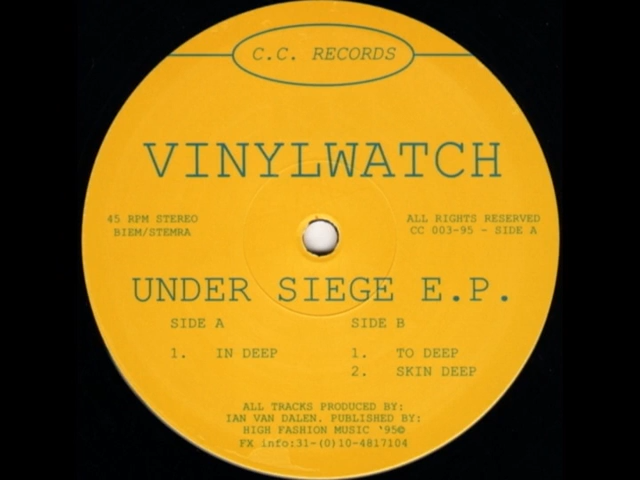 C.C. RECORDS
VINYLWATCH
45 RPM STEREO
BIEM/STEMRA
ALL RIGHTS RESERVED
CC 003-95 - SIDE A
UNDER SIEGE E.P.
SIDE A
1. IN DEEP
SIDE B
1. TO DEEP
2. SKIN DEEP
ALL TRACKS PRODUCED BY:
IAN VAN DALEN. PUBLISHED BY:
HIGH FASHION MUSIC '95©
FX info:31-(0)10-4817104